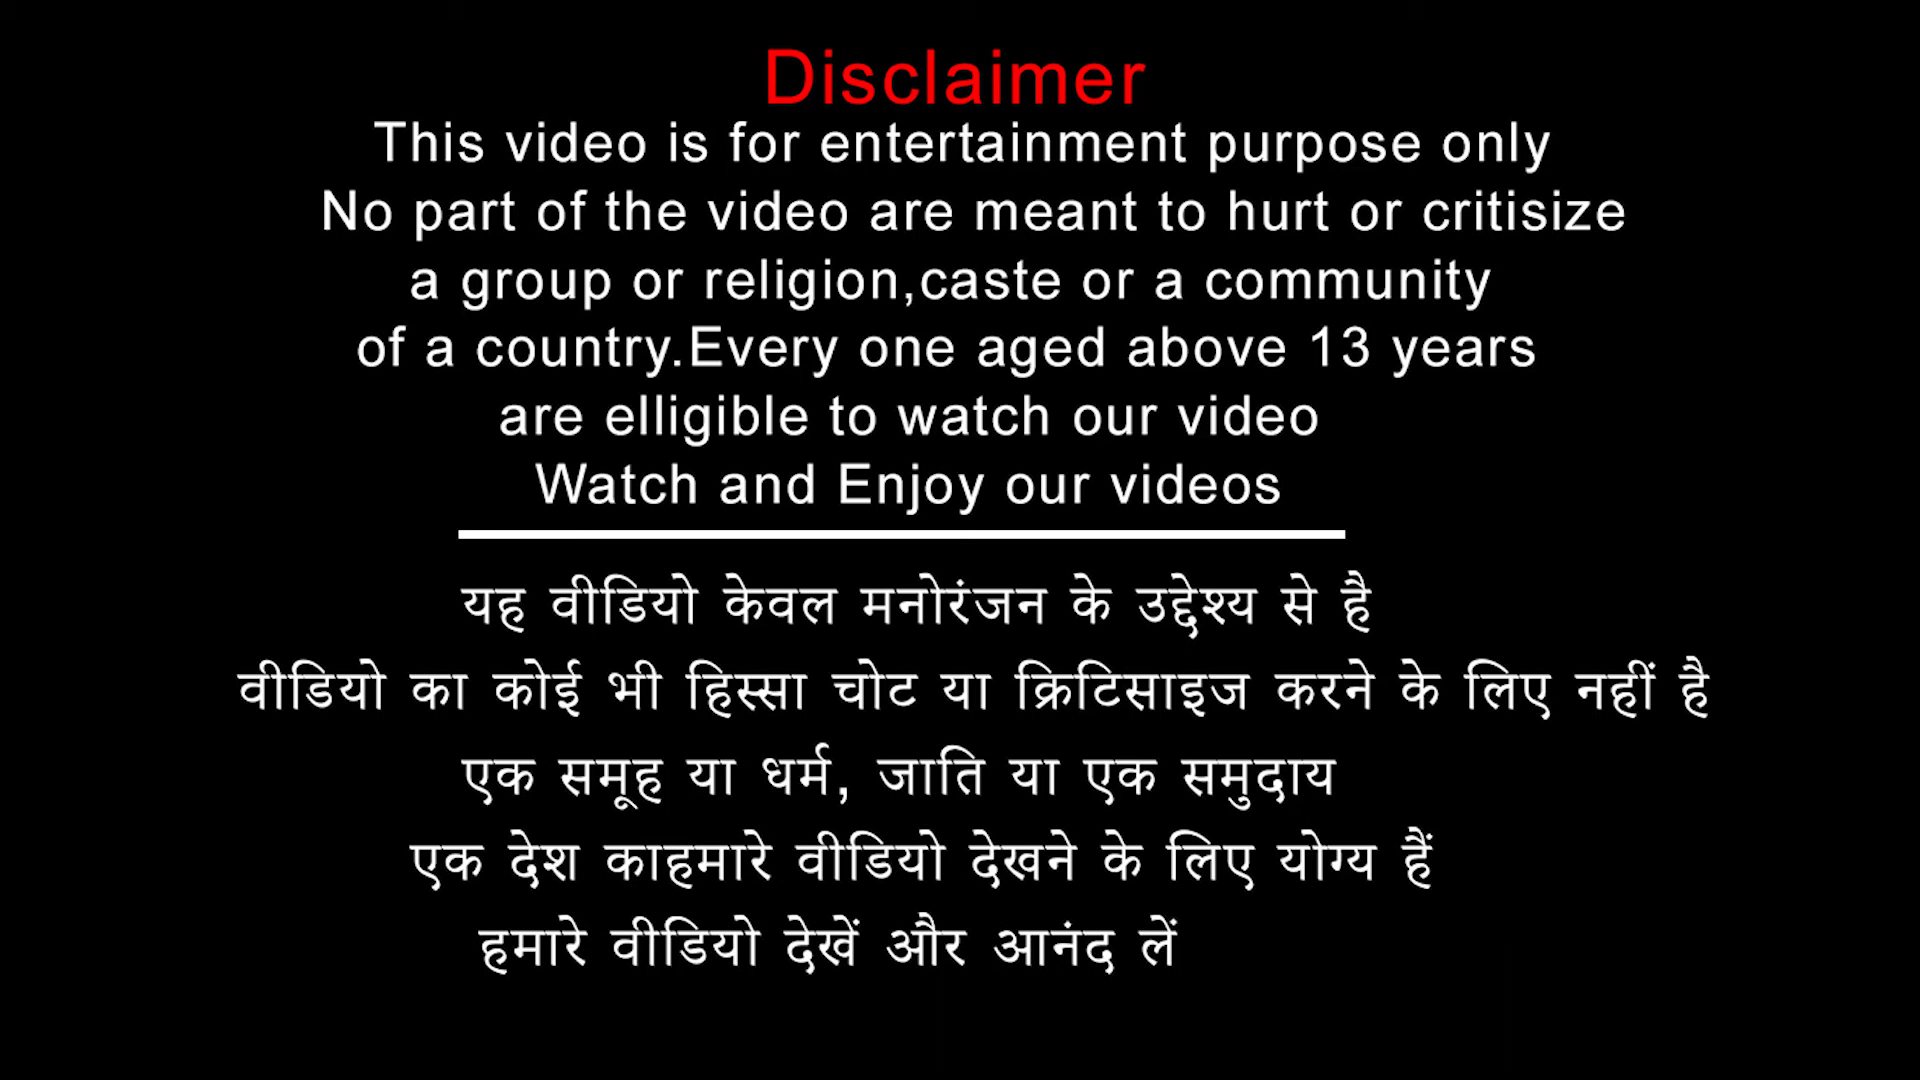 Disclaimer
This video is for entertainment purpose only
No part of the video are meant to hurt or critisize
a group or religion,caste or a community
of a country.Every one aged above 13 years
are elligible to watch our video
Watch and Enjoy our videos
यह वीडियो केवल मनोरंजन के उद्देश्य से है
वीडियो का कोई भी हिस्सा चोट या क्रिटिसाइज करने के लिए नहीं है
एक समूह या धर्म, जाति या एक समुदाय
एक देश काहमारे वीडियो देखने के लिए योग्य हैं
हमारे वीडियो देखें और आनंद लें